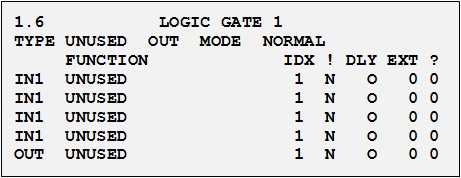 1.6 LOGIC GATE 1
TYPE UNUSED OUT MODE NORMAL
FUNCTION IDX ! DLY EXT ?
IN1 UNUSED 1 N O 0 0
IN1 UNUSED 1 N O 0 0
IN1 UNUSED 1 N O 0 0
IN1 UNUSED 1 N O 0 0
OUT UNUSED 1 N O 0 0